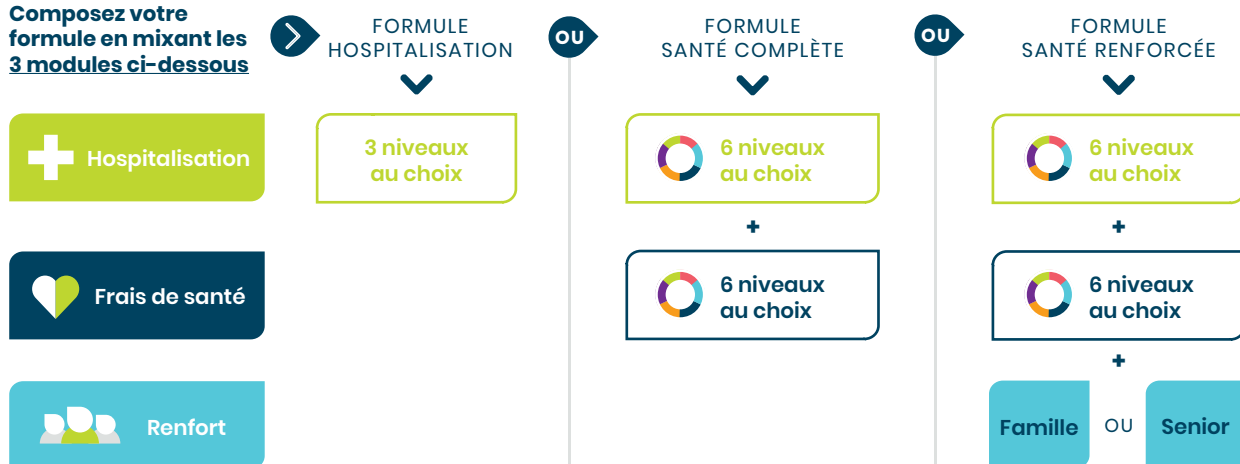 Composez votre
formule en mixant les
3 modules ci-dessous
FORMULE
HOSPITALISATION
OU
FORMULE
SANTÉ COMPLÈTE
OU
FORMULE
SANTÉ RENFORCÉE
Hospitalisation
3 niveaux
au choix
6 niveaux
au choix
6 niveaux
au choix
+
+
Frais de santé
6 niveaux
au choix
6 niveaux
au choix
+
Renfort
Famille OU Senior